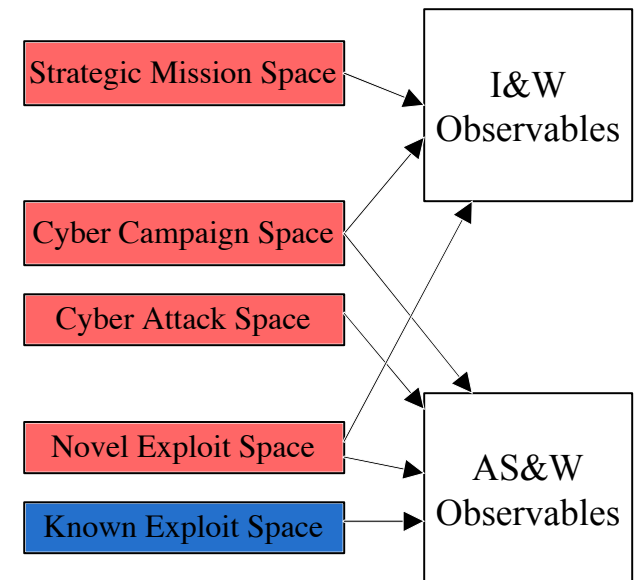 Strategic Mission Space
I&W
Observables
Cyber Campaign Space
Cyber Attack Space
Novel Exploit Space
Known Exploit Space
AS&W
Observables